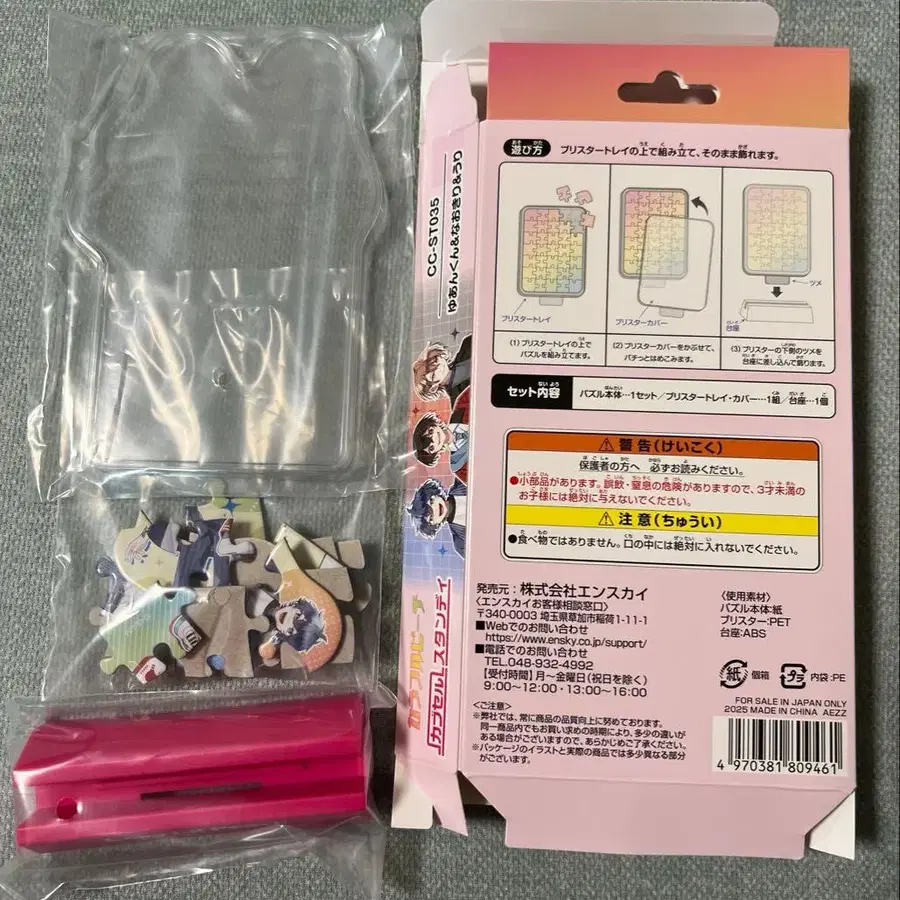 CC-ST035
ゆあんくん&なおきり&うり
カラフルピーチ
カプセルスタンディ
遊び方 ブリスタートレイの上で組み立て、そのまま飾れます。
ブリスタートレイ
(1) ブリスタートレイの上で
パズルを組み立てます。
ブリスターカバー
(2) ブリスターカバーをかぶせて、
パチっとはめこみます。
ツメ
台座
(3) ブリスターの下側のツメを
台座に差し込んで飾ります。
セット内容 パズル本体…1セット/ブリスタートレイ・カバー…1組/台座…1個
⚠警告(けいこく)
保護者の方へ 必ずお読みください。
●小部品があります。誤飲・窒息の危険がありますので、3才未満の
お子様には絶対に与えないでください。
⚠注意(ちゅうい)
●食べ物ではありません。口の中には絶対に入れないでください。
発売元:株式会社エンスカイ
〈エンスカイお客様相談窓口〉
〒340-0003 埼玉県草加市稲荷1-11-1
■Webでのお問い合わせ
https://www.ensky.co.jp/support/
■電話でのお問い合わせ
TEL.048-932-4992
[受付時間] 月〜金曜日(祝日を除く)
9:00〜12:00・13:00〜16:00
<ご注意>
※弊社では、常に商品の品質向上に努めております。
同一商品内でもお買い求めの時期により、多少の違いが
ある場合がございますので、あらかじめご了承ください。
※パッケージのイラストと実際の商品では多少異なる部分
がございます。
〈使用素材〉
パズル本体:紙
ブリスター:PET
台座:ABS
紙 個箱
プラ 内袋:PE
FOR SALE IN JAPAN ONLY
2025 MADE IN CHINA AEZZ
4 970381 809461